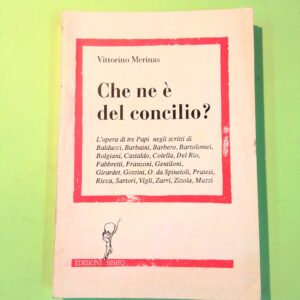 Vittorino Merinas
Che ne è
del concilio?
L'opera di tre Papi negli scritti di
Balducci, Barbaini, Barbero, Bartolomei,
Bolgiani, Castaldo, Colella, Del Rio,
Fabbretti, Franzoni, Gentiloni,
Girardet, Gozzini, O. da Spinetoli, Pratesi,
Ricca, Sartori, Vigli, Zarri, Zizola, Mazzi
EDIZIONI SISIFO